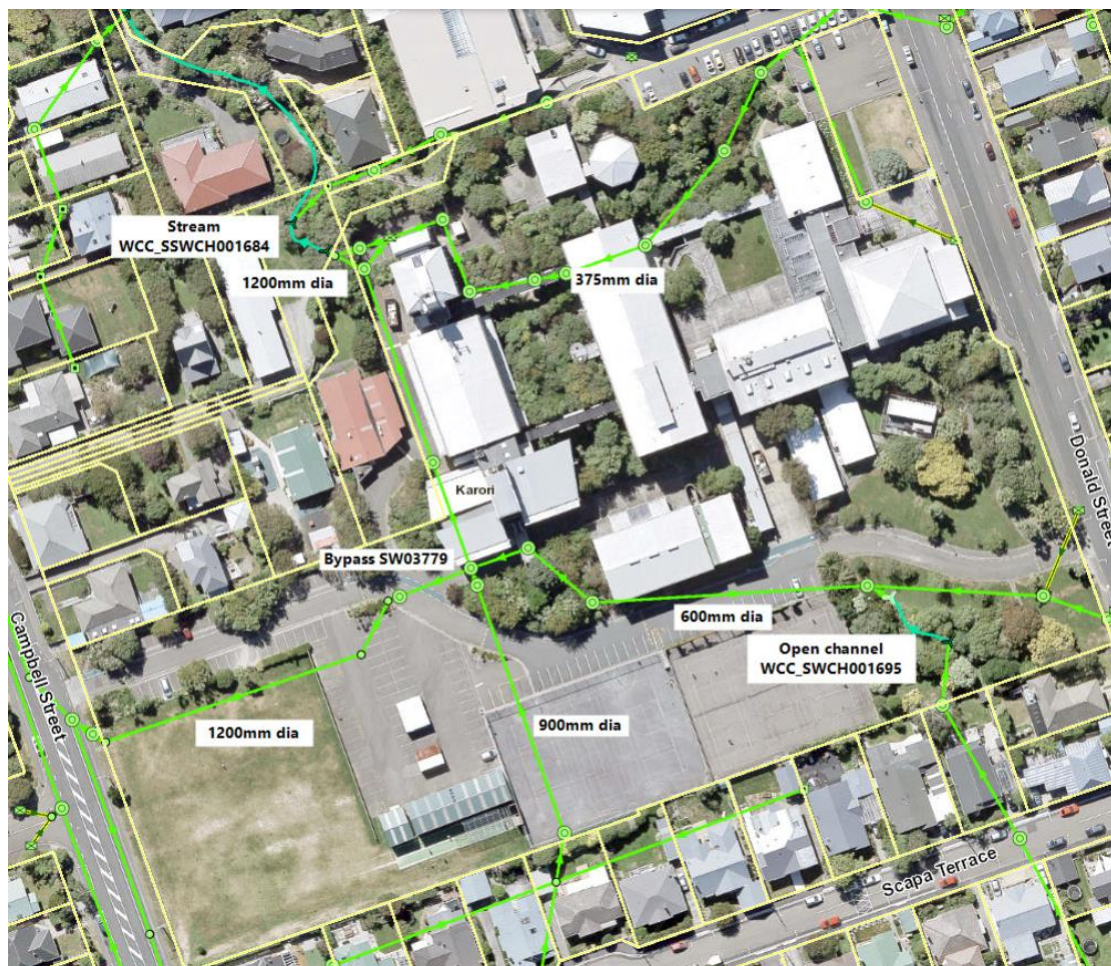 Stream
WCC_SSWCH001684
1200mm dia
375mm dia
Donald Street
Karori
Bypass SW03779
600mm dia
Open channel
WCC_SWCH001695
Campbell Street
1200mm dia
900mm dia
Scapa Terrace